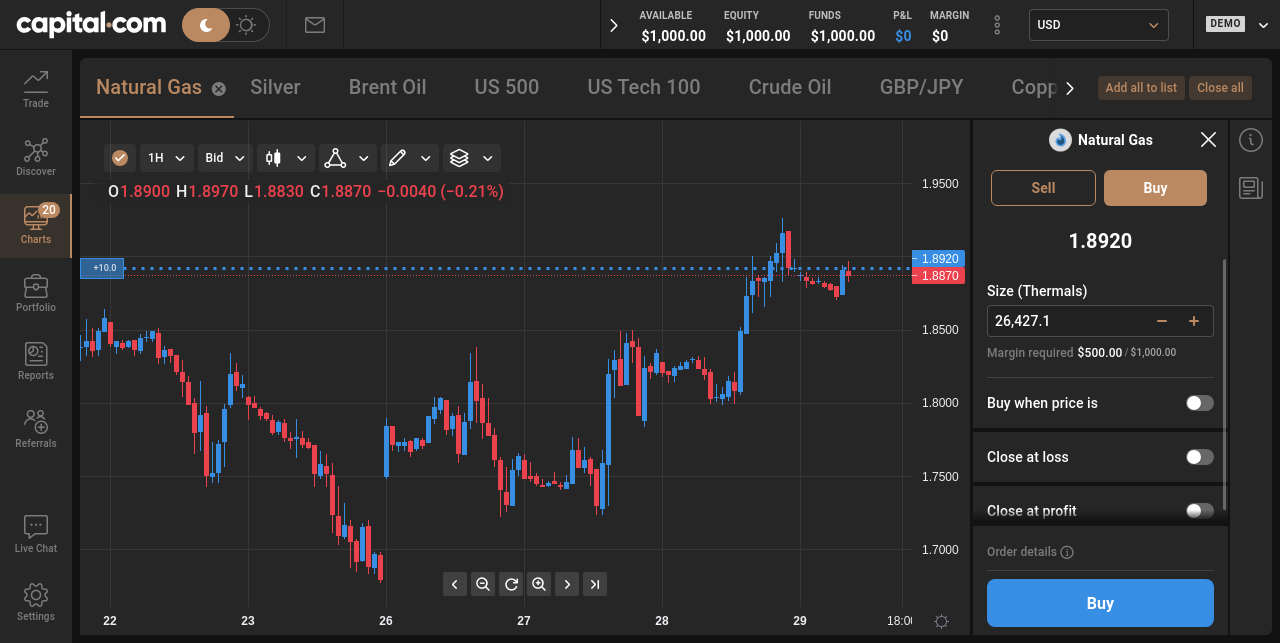 capital.com
AVAILABLE EQUITY FUNDS P&L MARGIN
$1,000.00 $1,000.00 $1,000.00 $0 $0
USD
DEMO
Trade
Discover
20
Charts
Portfolio
Reports
Referrals
Live Chat
Settings
Natural Gas Silver Brent Oil US 500 US Tech 100 Crude Oil GBP/JPY Copp
Add all to list Close all
1H Bid
O1.8900 H1.8970 L1.8830 C1.8870 −0.0040 (−0.21%)
+10.0
1.9500
1.8920
1.8870
1.8500
1.8000
1.7500
1.7000
22 23 26 27 28 29 18:00
Natural Gas
Sell Buy
1.8920
Size (Thermals)
26,427.1 − +
Margin required $500.00 / $1,000.00
Buy when price is
Close at loss
Close at profit
Order details
Buy